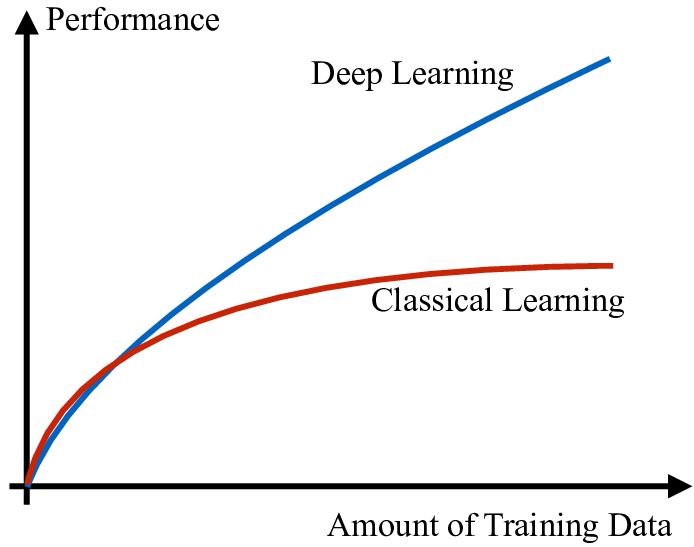 Performance
Deep Learning
Classical Learning
Amount of Training Data